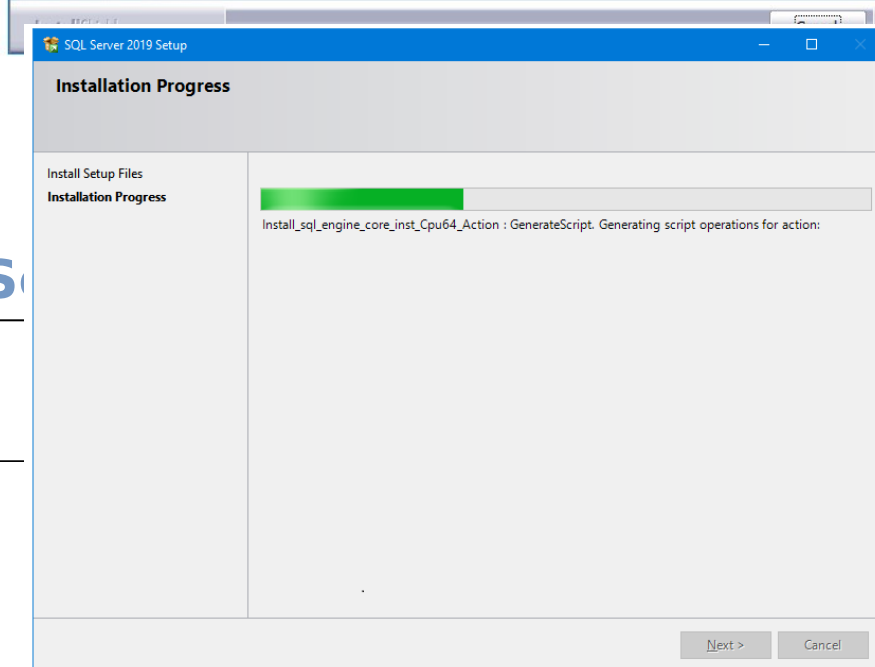 SQL Server 2019 Setup
Installation Progress
Install Setup Files
Installation Progress
Install_sql_engine_core_inst_Cpu64_Action : GenerateScript. Generating script operations for action:
Next >
Cancel